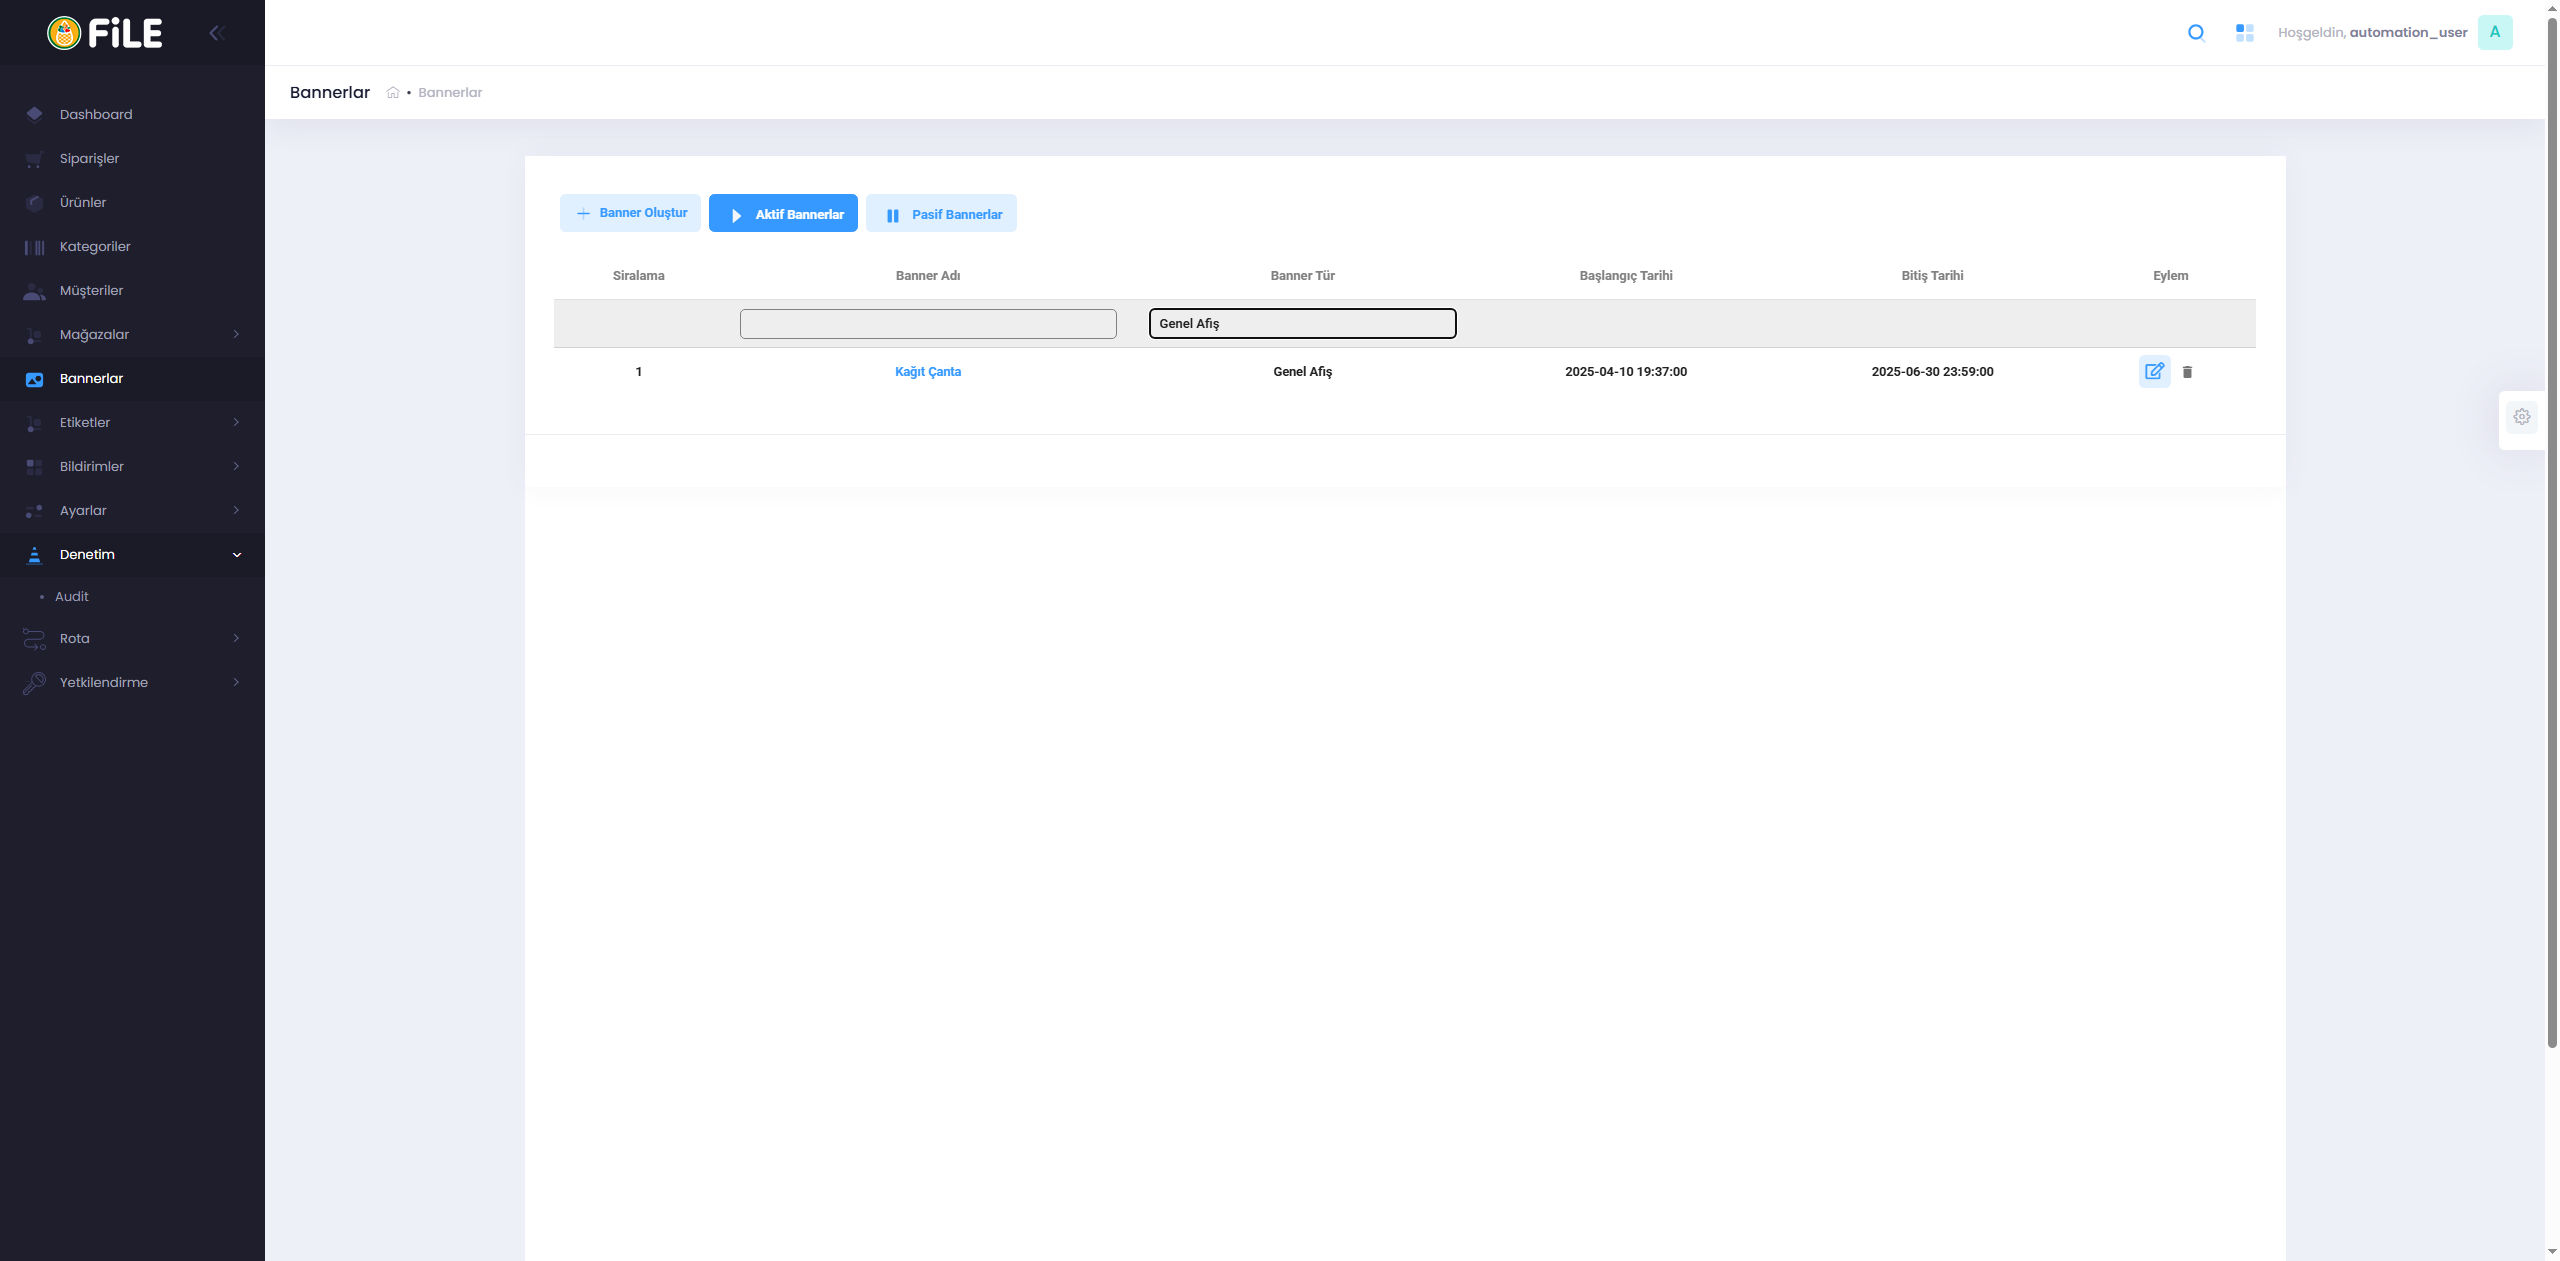 FiLE
Hoşgeldin, automation_user A
Bannerlar • Bannerlar
Dashboard
Siparişler
Ürünler
Kategoriler
Müşteriler
Mağazalar
Bannerlar
Etiketler
Bildirimler
Ayarlar
Denetim
• Audit
Rota
Yetkilendirme
Banner Oluştur Aktif Bannerlar Pasif Bannerlar
Siralama Banner Adı Banner Tür Başlangıç Tarihi Bitiş Tarihi Eylem
Genel Afiş
1 Kağıt Çanta Genel Afiş 2025-04-10 19:37:00 2025-06-30 23:59:00